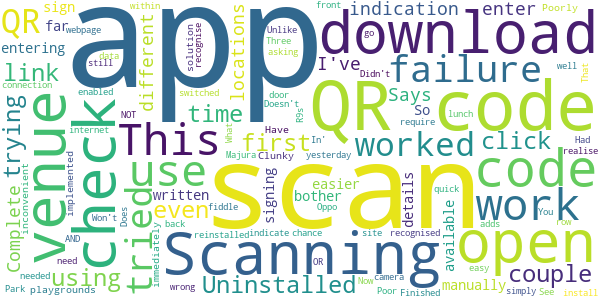 QR sign app within front indication enter Poorly
far webpage solution recognise Unlike download
entering data still Three go
link different locations asking I've Didn't failure well That
trying enabled switched door Says
connection Doesn't QR code
venue check time Have So require
NOT This first In' worked lunch R9s click
internet What Majura Clunky yesterday easier code
Complete tried use written signing bother details
inconvenient implemented AND even scan Oppo available work
Won't fiddle quick Had realise
immediately back indicate chance site recognised You
Does reinstalled Scanning open row
using need wrong OR camera manually adds easy
needed Uninstalled Now Poor couple
Park playgrounds Finished simply See install